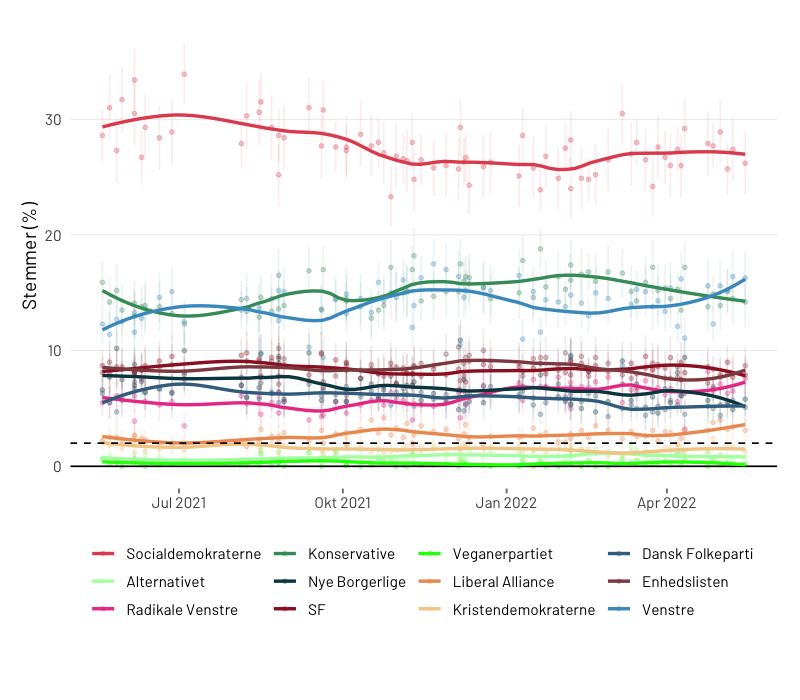 30
20
10
0
Stemmer(%)
Jul 2021
Okt 2021
Jan 2022
Apr 2022
Socialdemokraterne
Konservative
Veganerpartiet
Dansk Folkeparti
Alternativet
Nye Borgerlige
Liberal Alliance
Enhedslisten
Radikale Venstre
SF
Kristendemokraterne
Venstre